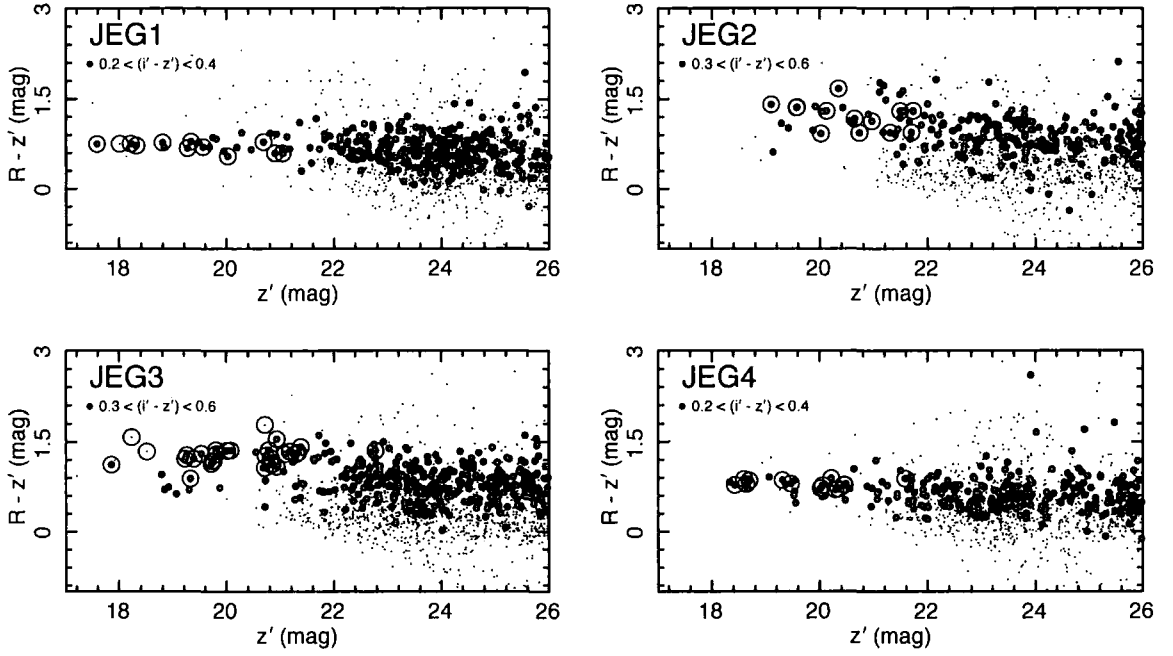 JEG1
• 0.2 < (i′ - z′) < 0.4
3
1.5
0
R - z′ (mag)
18 20 22 24 26
z′ (mag)
JEG2
• 0.3 < (i′ - z′) < 0.6
3
1.5
0
R - z′ (mag)
18 20 22 24 26
z′ (mag)
JEG3
• 0.3 < (i′ - z′) < 0.6
3
1.5
0
R - z′ (mag)
18 20 22 24 26
z′ (mag)
JEG4
• 0.2 < (i′ - z′) < 0.4
3
1.5
0
R - z′ (mag)
18 20 22 24 26
z′ (mag)